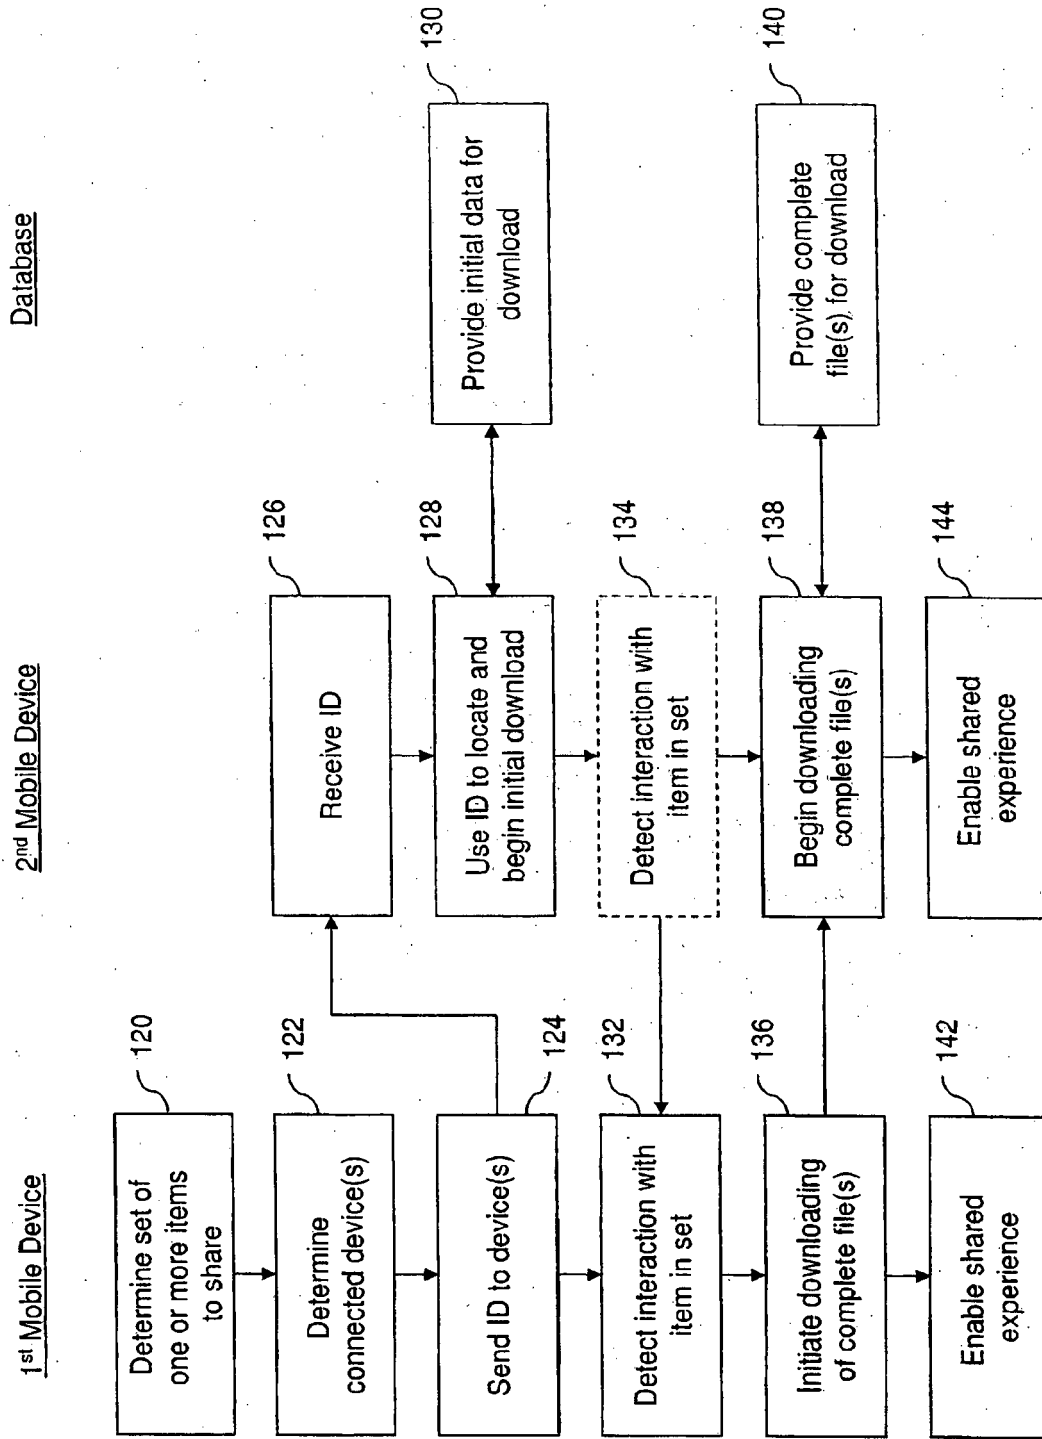 1st Mobile Device
Determine set of
one or more items
to share
120
Determine
connected device(s)
122
Send ID to device(s)
124
Detect interaction with
item in set
132
Initiate downloading
of complete file(s)
136
Enable shared
experience
142
2nd Mobile Device
Receive ID
126
Use ID to locate and
begin initial download
128
Detect interaction with
item in set
134
Begin downloading
complete file(s)
138
Enable shared
experience
144
Database
Provide initial data for
download
130
Provide complete
file(s) for download
140